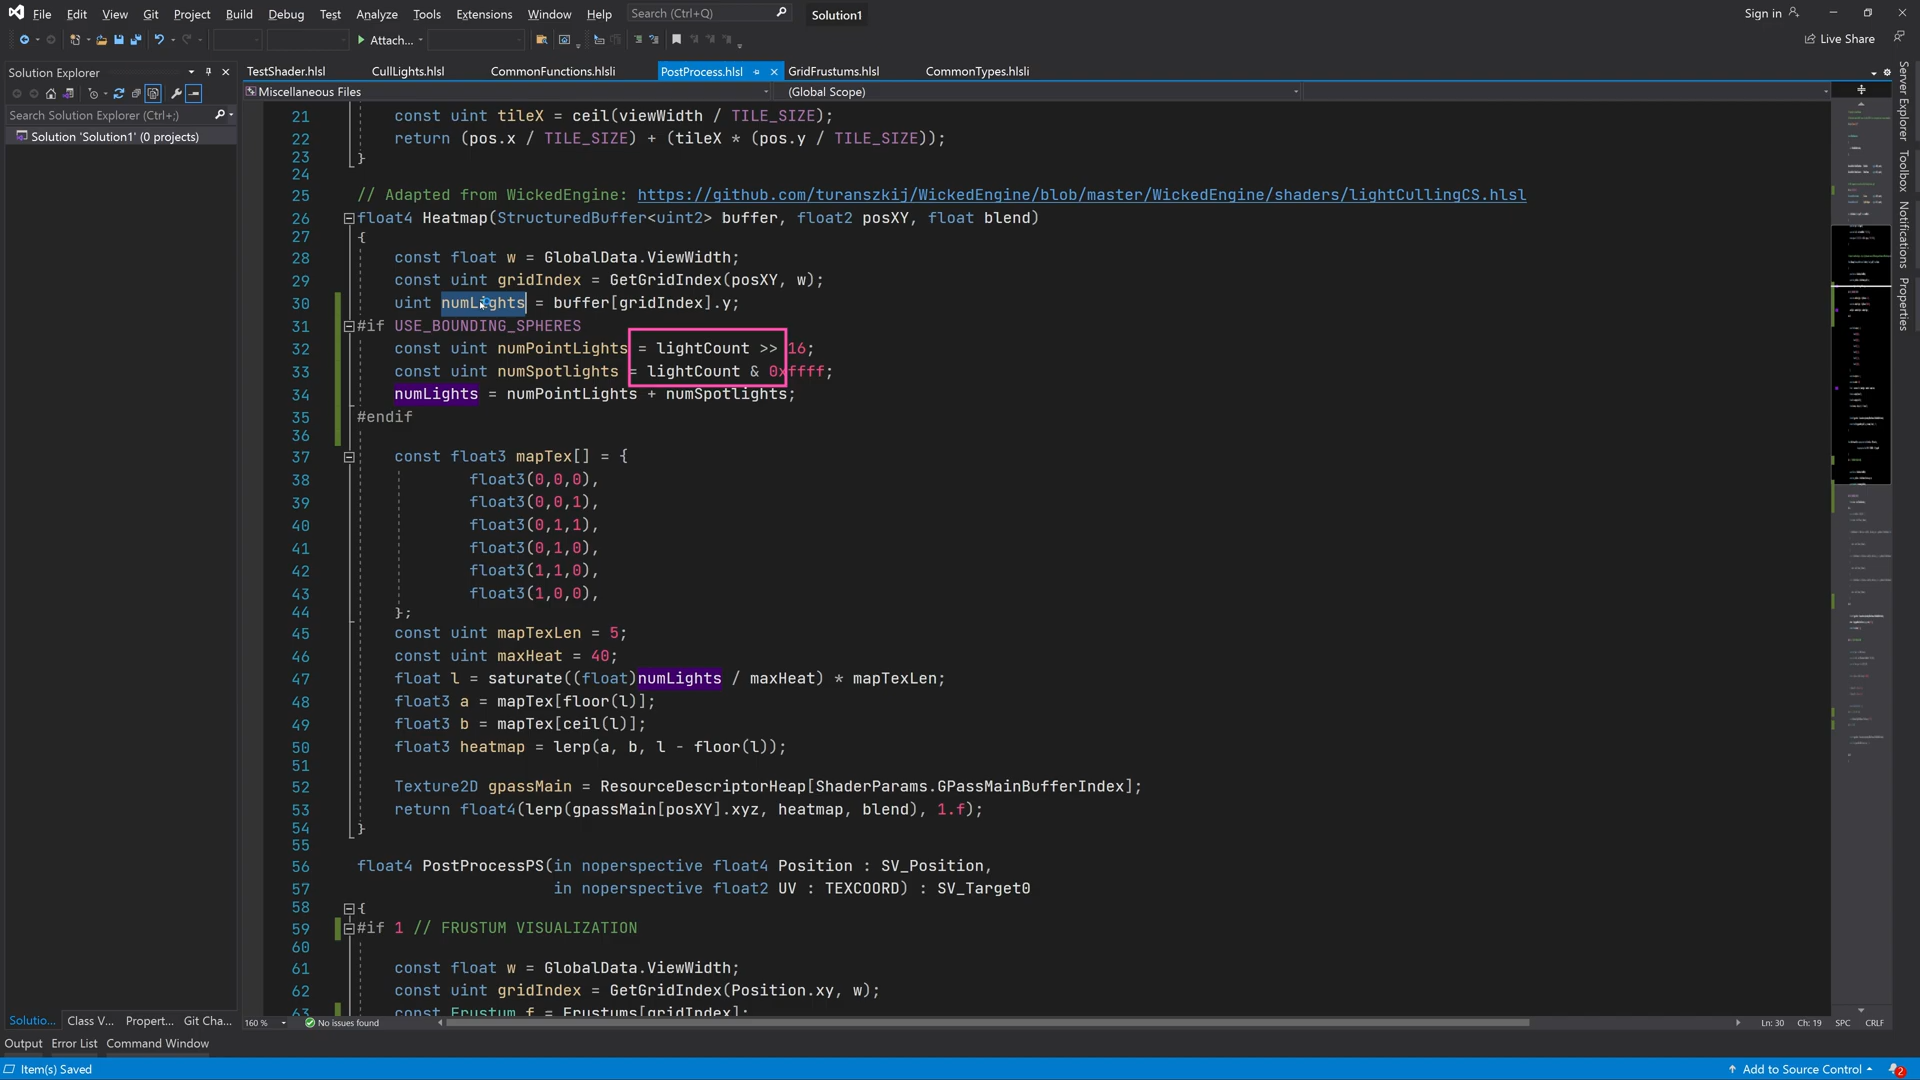 File Edit View Git Project Build Debug Test Analyze Tools Extensions Window Help Search (Ctrl+Q) Solution1 Sign in
Attach... Live Share
Solution Explorer
Search Solution Explorer (Ctrl+;)
Solution 'Solution1' (0 projects)
TestShader.hlsl CullLights.hlsl CommonFunctions.hlsli PostProcess.hlsl GridFrustums.hlsl CommonTypes.hlsli
Miscellaneous Files (Global Scope)
21 const uint tileX = ceil(viewWidth / TILE_SIZE);
22 return (pos.x / TILE_SIZE) + (tileX * (pos.y / TILE_SIZE));
23 }
24
25 // Adapted from WickedEngine: https://github.com/turanszkij/WickedEngine/blob/master/WickedEngine/shaders/lightCullingCS.hlsl
26 float4 Heatmap(StructuredBuffer<uint2> buffer, float2 posXY, float blend)
27 {
28 const float w = GlobalData.ViewWidth;
29 const uint gridIndex = GetGridIndex(posXY, w);
30 uint numLights = buffer[gridIndex].y;
31 #if USE_BOUNDING_SPHERES
32 const uint numPointLights = lightCount >> 16;
33 const uint numSpotlights = lightCount & 0xffff;
34 numLights = numPointLights + numSpotlights;
35 #endif
36
37 const float3 mapTex[] = {
38 float3(0,0,0),
39 float3(0,0,1),
40 float3(0,1,1),
41 float3(0,1,0),
42 float3(1,1,0),
43 float3(1,0,0),
44 };
45 const uint mapTexLen = 5;
46 const uint maxHeat = 40;
47 float l = saturate((float)numLights / maxHeat) * mapTexLen;
48 float3 a = mapTex[floor(l)];
49 float3 b = mapTex[ceil(l)];
50 float3 heatmap = lerp(a, b, l - floor(l));
51
52 Texture2D gpassMain = ResourceDescriptorHeap[ShaderParams.GPassMainBufferIndex];
53 return float4(lerp(gpassMain[posXY].xyz, heatmap, blend), 1.f);
54 }
55
56 float4 PostProcessPS(in noperspective float4 Position : SV_Position,
57 in noperspective float2 UV : TEXCOORD) : SV_Target0
58 {
59 #if 1 // FRUSTUM VISUALIZATION
60
61 const float w = GlobalData.ViewWidth;
62 const uint gridIndex = GetGridIndex(Position.xy, w);
63 const Frustum f = Frustums[gridIndex];
Server Explorer
Toolbox
Notifications
Properties
Solutio... Class V... Propert... Git Cha...
160 % No issues found Ln: 30 Ch: 19 SPC CRLF
Output Error List Command Window
Item(s) Saved Add to Source Control 2